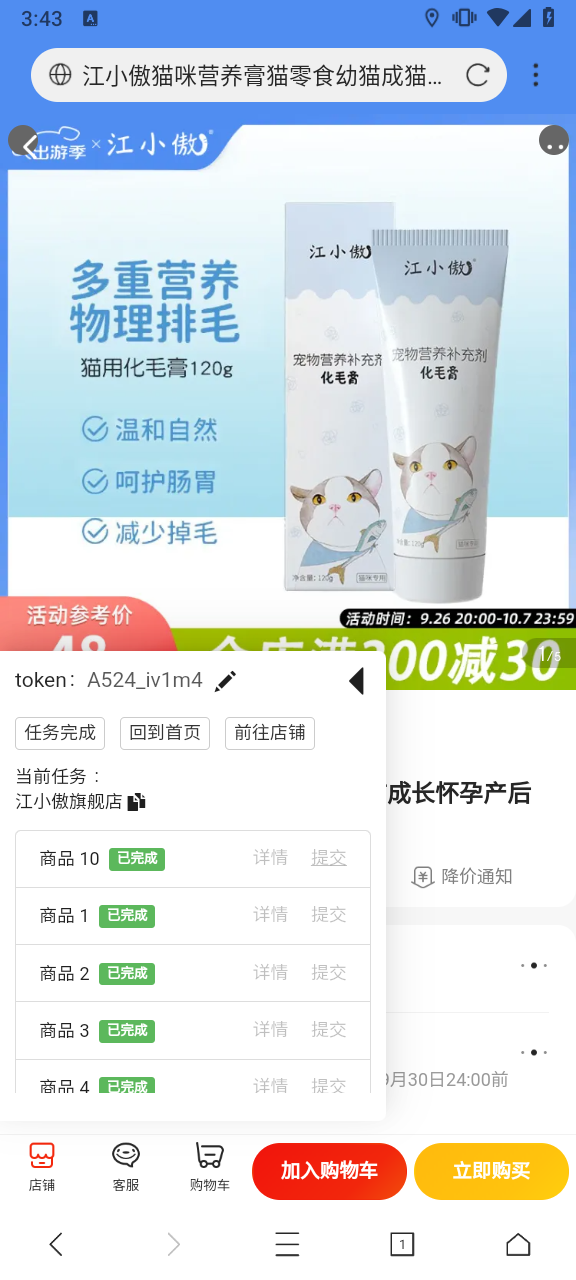 3:43
A
江小傲猫咪营养膏猫零食幼猫成猫...
出游季 × 江小傲
多重营养
物理排毛
猫用化毛膏120g
温和自然
呵护肠胃
减少掉毛
江小傲
宠物营养补充剂
化毛膏
净含量：120g
猫咪专用
江小傲
宠物营养补充剂
化毛膏
活动参考价
活动时间：9.26 20:00-10.7 23:59
48
全店满300减30
1/5
token： A524_iv1m4
任务完成 回到首页 前往店铺
当前任务 ：
江小傲旗舰店
成长怀孕产后
降价通知
商品 10 已完成 详情 提交
商品 1 已完成 详情 提交
商品 2 已完成 详情 提交
商品 3 已完成 详情 提交
商品 4 已完成 详情 提交
9月30日24:00前
店铺 客服 购物车 加入购物车 立即购买
1